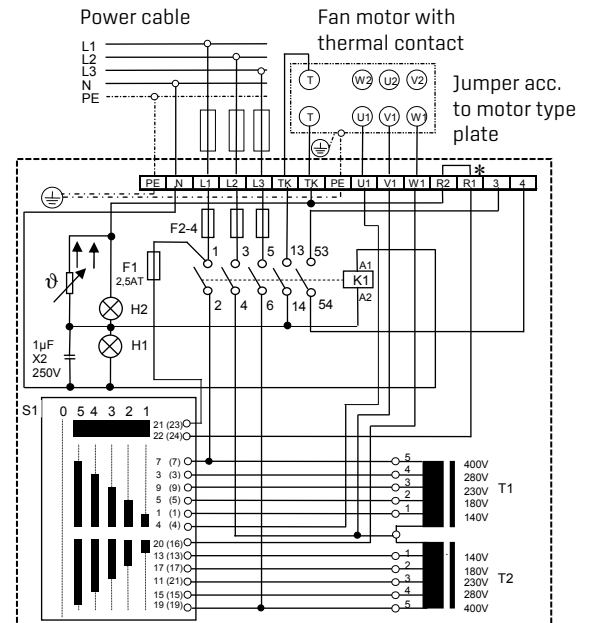 Power cable
Fan motor with
thermal contact
L1
L2
L3
N
PE
T W2 U2 V2
T U1 V1 W1
Jumper acc.
to motor type
plate
PE N L1 L2 L3 TK TK PE U1 V1 W1 R2 R1 3 4
*
F2-4
F1
2,5AT
1 3 5 13 53
A1
K1
A2
2 4 6 14 54
ϑ
H2
H1
1µF
X2
250V
S1 0 5 4 3 2 1
21 (23)
22 (24)
7 (7)
3 (3)
9 (9)
5 (5)
1 (1)
4 (4)
20 (16)
13 (13)
17 (17)
11 (21)
15 (15)
19 (19)
5 400V
4 280V
3 230V
2 180V
1 140V
T1
1 140V
2 180V
3 230V
4 280V
5 400V
T2